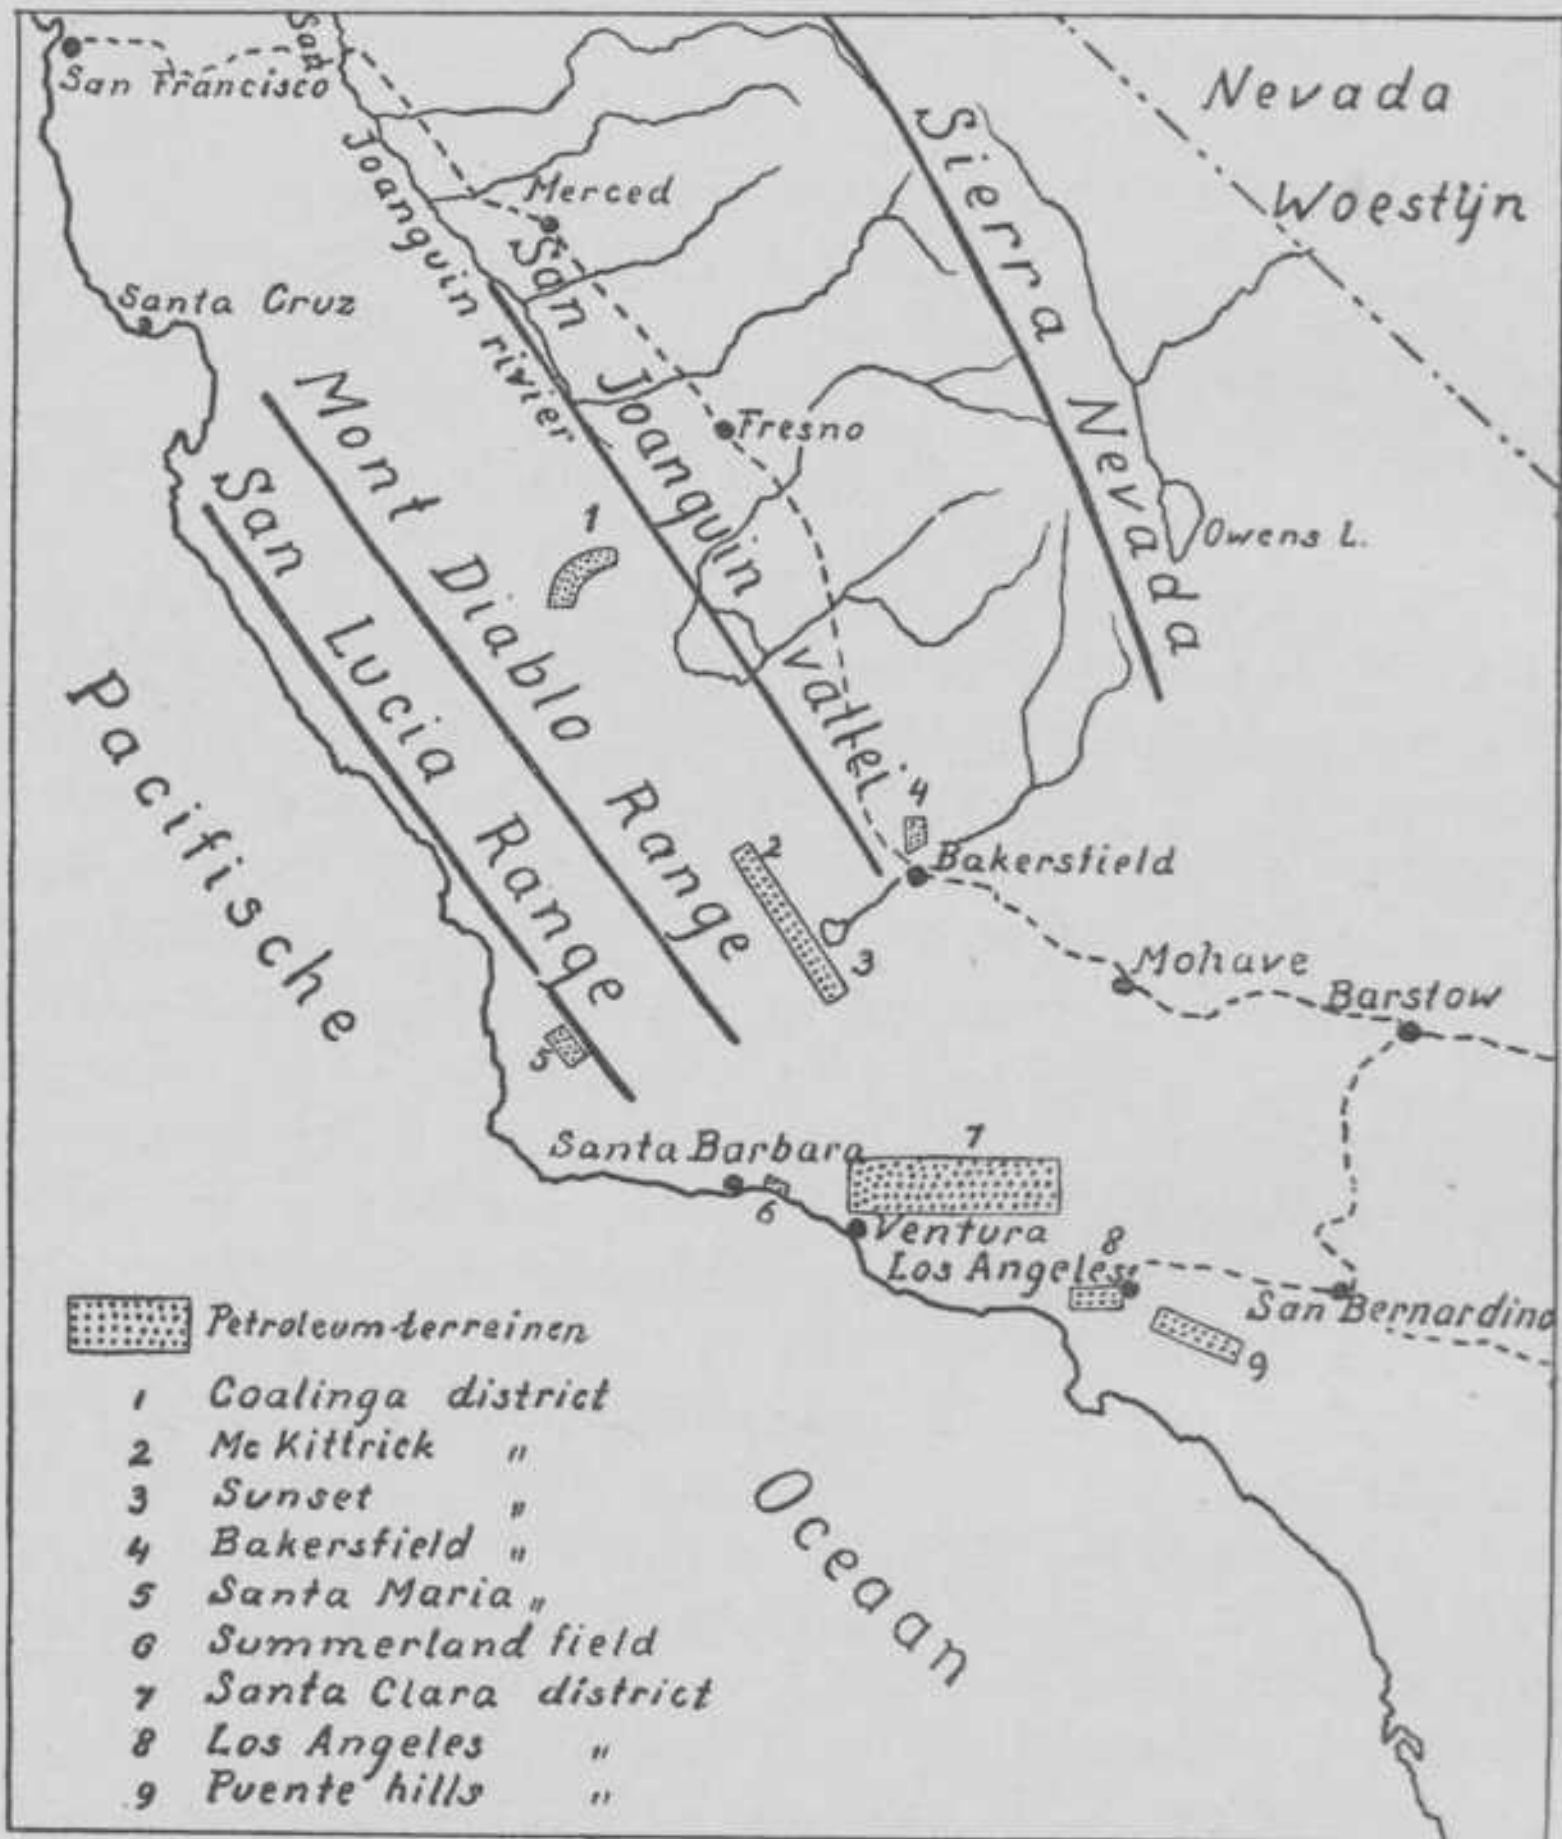 San Francisco
San
Joanquin rivier
Nevada
Woestijn
Sierra Nevada
Merced
Santa Cruz
San Joanquin vallei
Fresno
Mont Diablo Range
San Lucia Range
1
Owens L.
Pacifische
4
2
Bakersfield
3
Mohave
Barstow
5
Santa Barbara
7
6
Ventura
8
Los Angeles
San Bernardino
9
Petroleum-terreinen
1 Coalinga district
2 Mc Kittrick "
3 Sunset "
4 Bakersfield "
5 Santa Maria "
6 Summerland field
7 Santa Clara district
8 Los Angeles "
9 Puente hills "
Oceaan